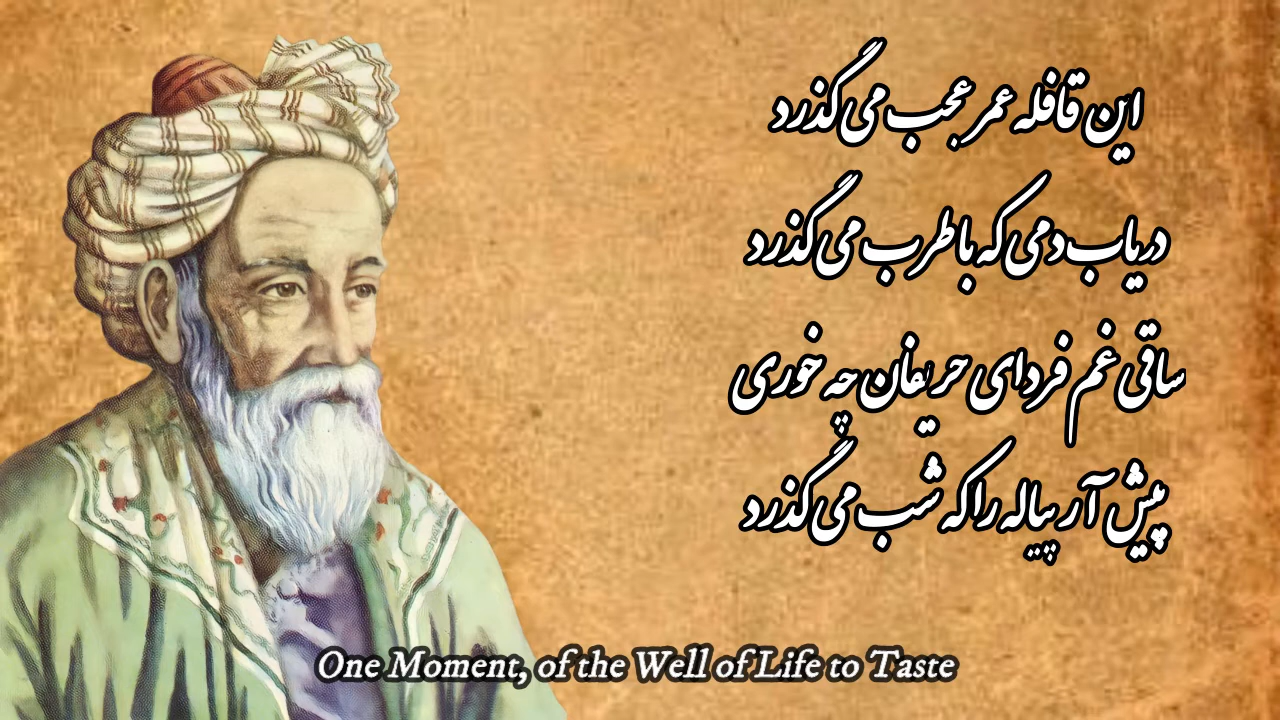 این قافله عمر عجب می گذرد
دریاب دمی که با طرب می گذرد
ساقی غم فردای حریفان چه خوری
پیش آر پیاله را که شب می گذرد
One Moment, of the Well of Life to Taste